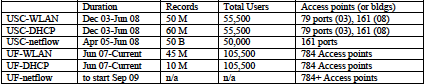 Duration Records Total Users Access points (or bldgs)
USC-WLAN Dec 03-Jun 08 50 M 55,500 79 ports (03), 161 (08)
USC-DHCP Dec 03-Jun 08 60 M 55,500 79 ports (03), 161 (08)
USC-netflow Apr 05-Jun 08 50 B 50,000 161 ports
UF-WLAN Jun 07-Current 45 M 105,500 784 Access points
UF-DHCP Jun 07-Current 10 M 105,500 784 Access points
UF-netflow to start Sep 09 n/a n/a 784+ Access points